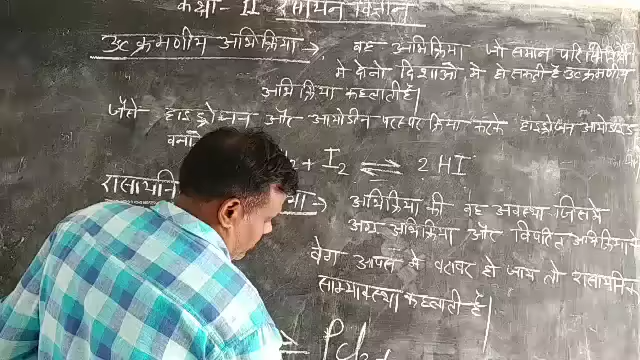 कक्षा- 11 रसायन विज्ञान
उत्क्रमणीय अभिक्रिया → वह अभिक्रिया जो समान परिस्थितियों
मे दोनो दिशाओं मे हो सकती है उत्क्रमणीय
अभिक्रिया कहलाती है।
जैसे हाइड्रोजन और आयोडीन परस्पर क्रिया करके हाइड्रोजन आयोडाइड
+ I₂ ⇌ 2HI
अभिक्रिया की वह अवस्था जिसमे
अग्र अभिक्रिया और विपरित अभिक्रिया के
वेग आपस मे बराबर हो जाय तो रासायनिक
साम्यावस्था कहलाती है।